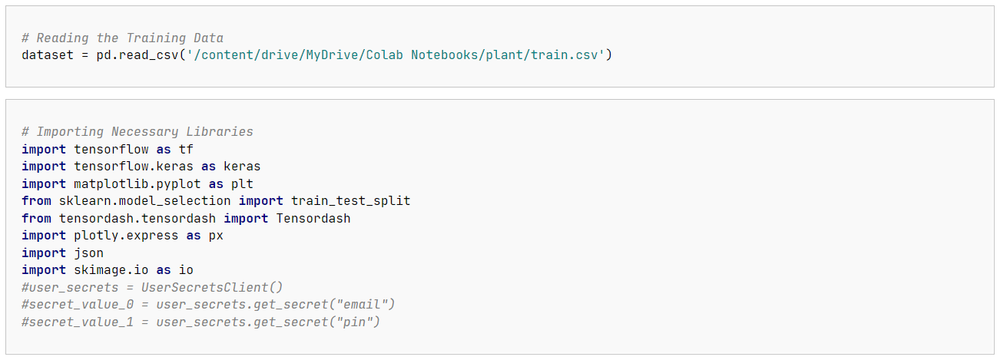 # Reading the Training Data
dataset = pd.read_csv('/content/drive/MyDrive/Colab Notebooks/plant/train.csv')
# Importing Necessary Libraries
import tensorflow as tf
import tensorflow.keras as keras
import matplotlib.pyplot as plt
from sklearn.model_selection import train_test_split
from tensordash.tensordash import Tensordash
import plotly.express as px
import json
import skimage.io as io
#user_secrets = UserSecretsClient()
#secret_value_0 = user_secrets.get_secret("email")
#secret_value_1 = user_secrets.get_secret("pin")